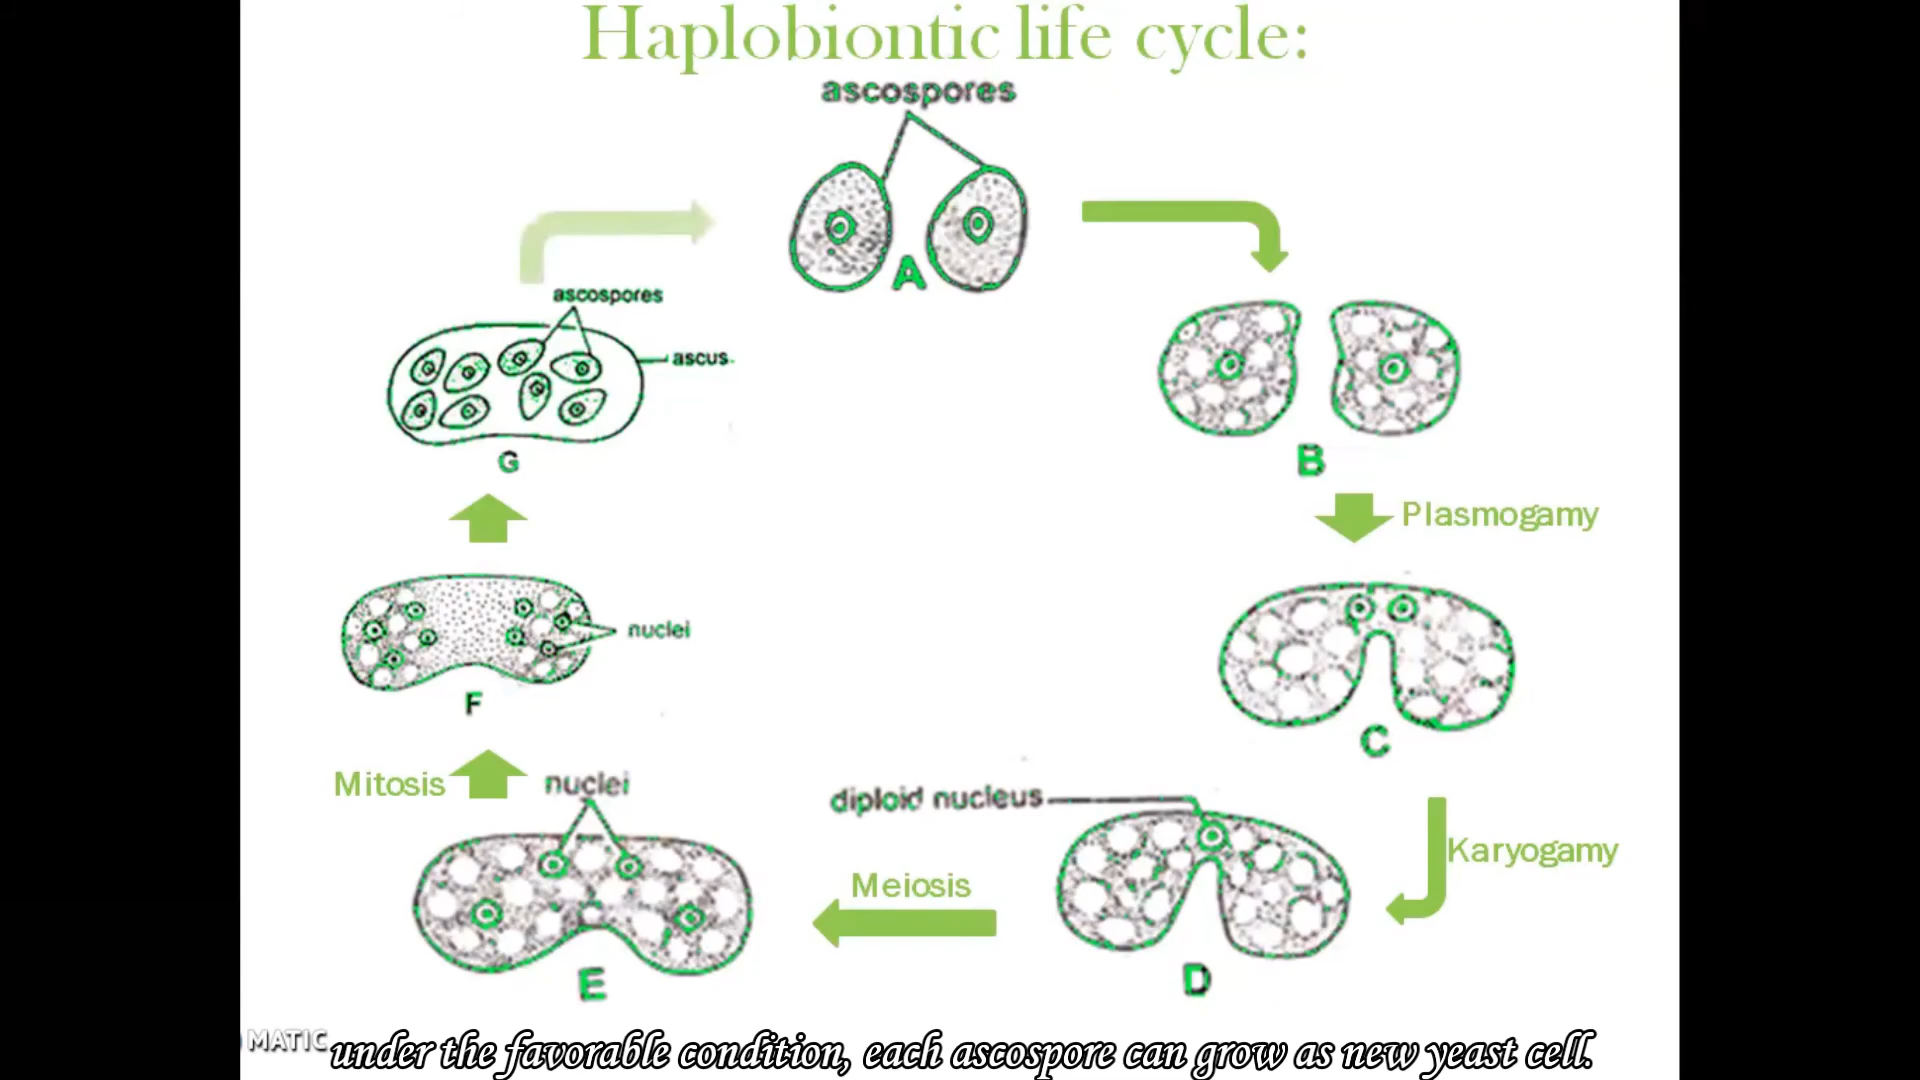 Haplobiontic life cycle:
ascospores
A
ascospores
ascus
G
B
Plasmogamy
nuclei
F
C
Mitosis
nuclei
diploid nucleus
Karyogamy
Meiosis
E
D
MATIC
under the favorable condition, each ascospore can grow as new yeast cell.